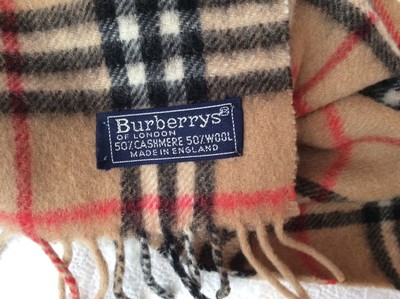 Burberrys®
OF LONDON
50% CASHMERE 50% WOOL
MADE IN ENGLAND